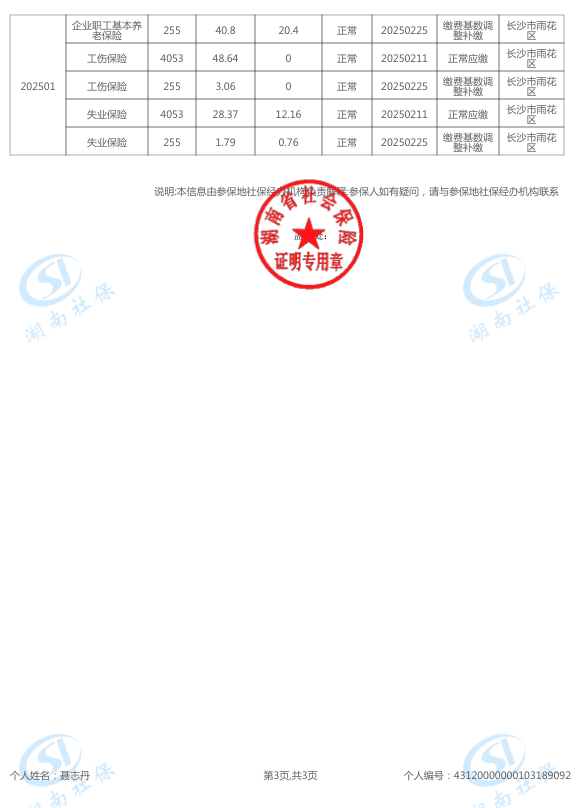 202501
企业职工基本养老保险 255 40.8 20.4 正常 20250225 缴费基数调整补缴 长沙市雨花区
工伤保险 4053 48.64 0 正常 20250211 正常应缴 长沙市雨花区
工伤保险 255 3.06 0 正常 20250225 缴费基数调整补缴 长沙市雨花区
失业保险 4053 28.37 12.16 正常 20250211 正常应缴 长沙市雨花区
失业保险 255 1.79 0.76 正常 20250225 缴费基数调整补缴 长沙市雨花区
说明:本信息由参保地社保经办机构负责解释:参保人如有疑问，请与参保地社保经办机构联系
湖南省社会保险
证明专用章
SI
湖南社保
SI
湖南社保
SI
湖南社保
SI
湖南社保
个人姓名：聂志丹 第3页,共3页 个人编号：43120000000103189092